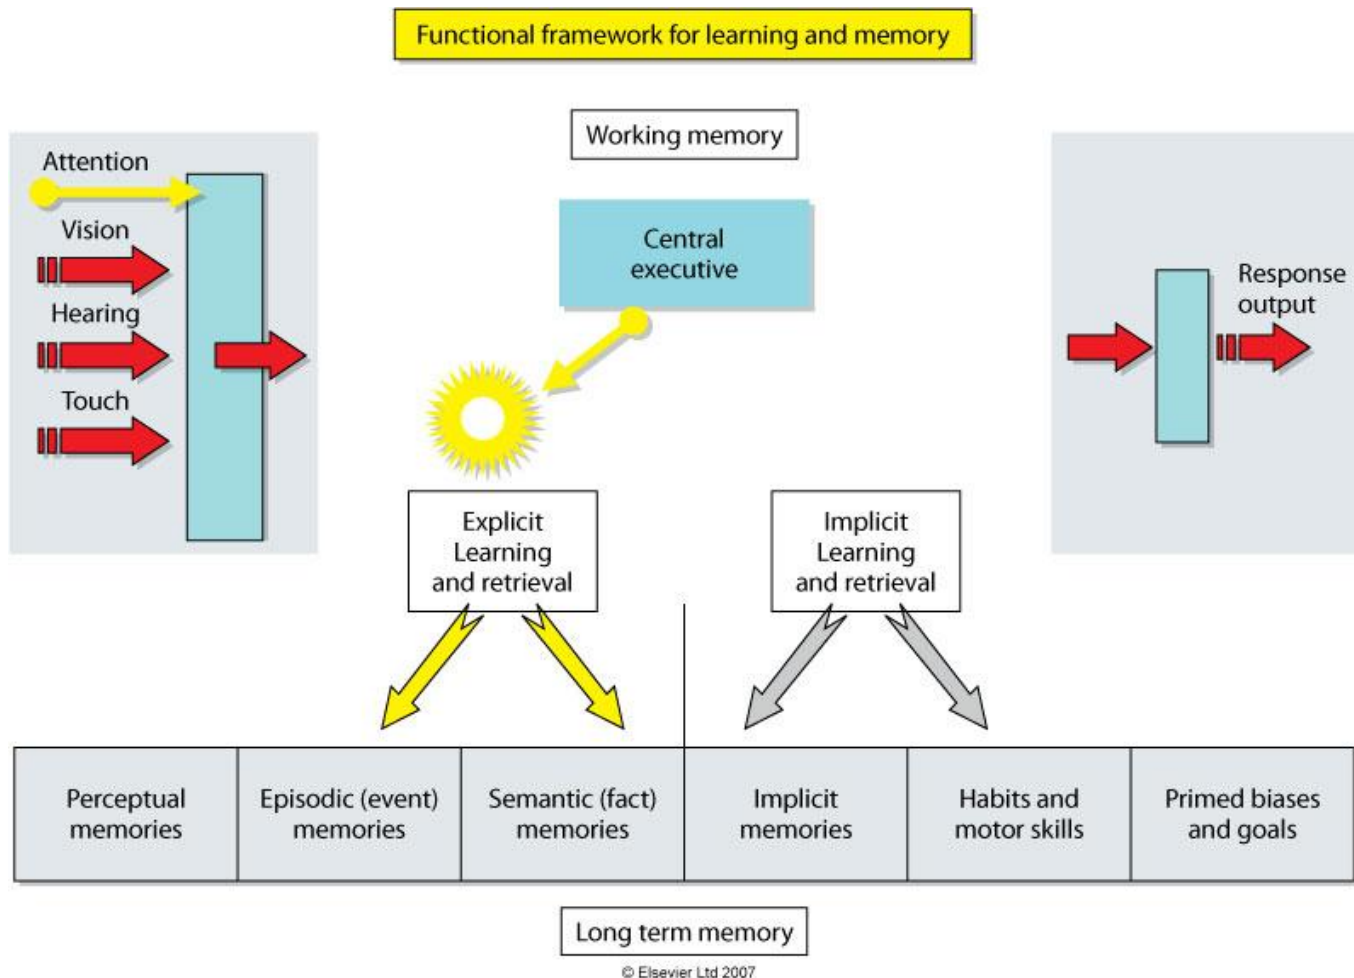 Functional framework for learning and memory
Working memory
Attention
Vision
Hearing
Touch
Central
executive
Response
output
Explicit
Learning
and retrieval
Implicit
Learning
and retrieval
Perceptual
memories
Episodic (event)
memories
Semantic (fact)
memories
Implicit
memories
Habits and
motor skills
Primed biases
and goals
Long term memory
© Elsevier Ltd 2007